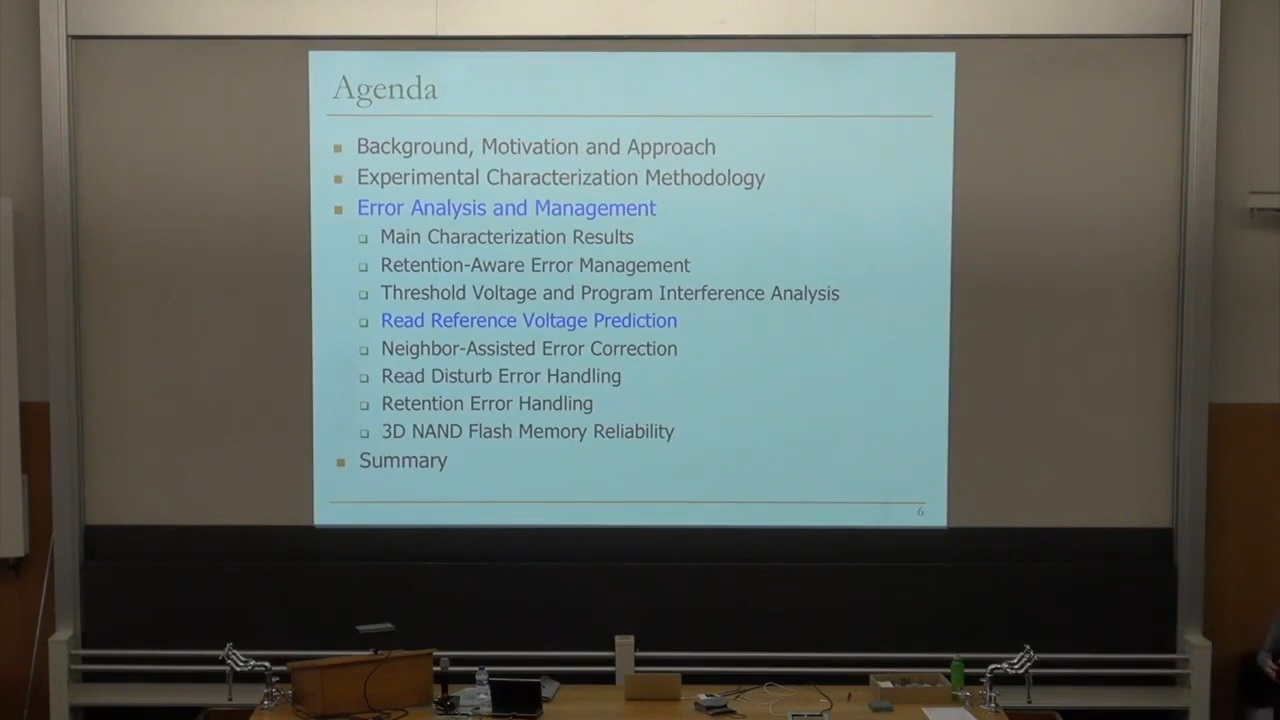 Agenda
Background, Motivation and Approach
Experimental Characterization Methodology
Error Analysis and Management
Main Characterization Results
Retention-Aware Error Management
Threshold Voltage and Program Interference Analysis
Read Reference Voltage Prediction
Neighbor-Assisted Error Correction
Read Disturb Error Handling
Retention Error Handling
3D NAND Flash Memory Reliability
Summary
6